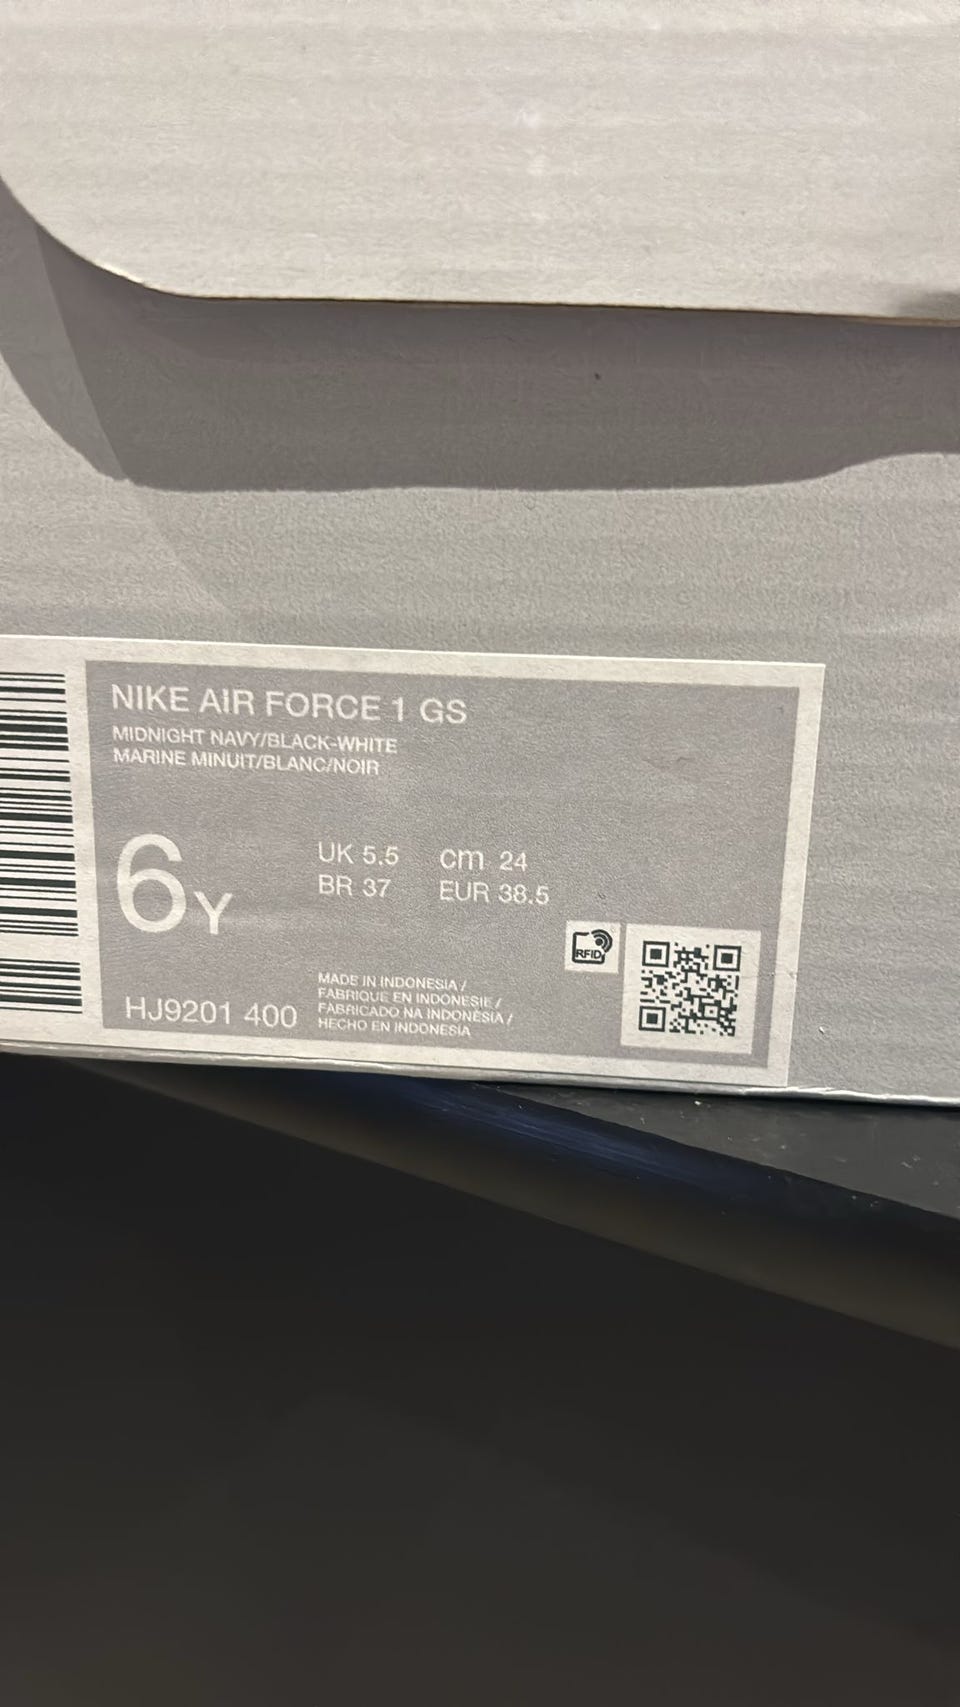 NIKE AIR FORCE 1 GS
MIDNIGHT NAVY/BLACK-WHITE
MARINE MINUIT/BLANC/NOIR
6Y
UK 5.5 cm 24
BR 37 EUR 38.5
RFID
MADE IN INDONESIA /
FABRIQUE EN INDONESIE /
FABRICADO NA INDONÉSIA /
HECHO EN INDONESIA
HJ9201 400